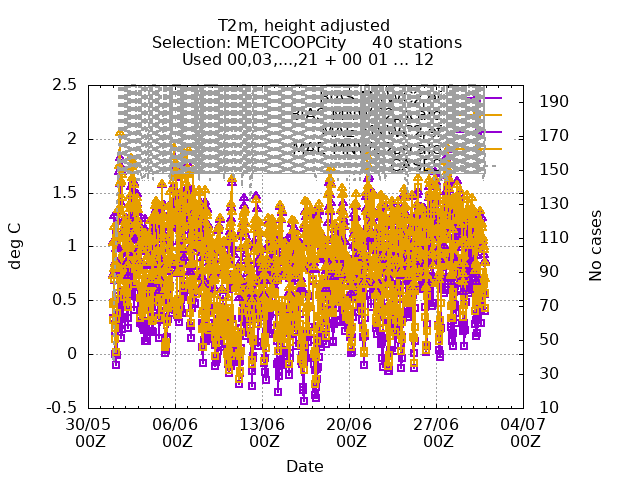 T2m, height adjusted
Selection: METCOOPCity 40 stations
Used 00,03,...,21 + 00 01 ... 12
2.5
2
1.5
1
0.5
0
-0.5
deg C
190
170
150
130
110
90
70
50
30
10
No cases
30/05 06/06 13/06 20/06 27/06 04/07
00Z 00Z 00Z 00Z 00Z 00Z
Date